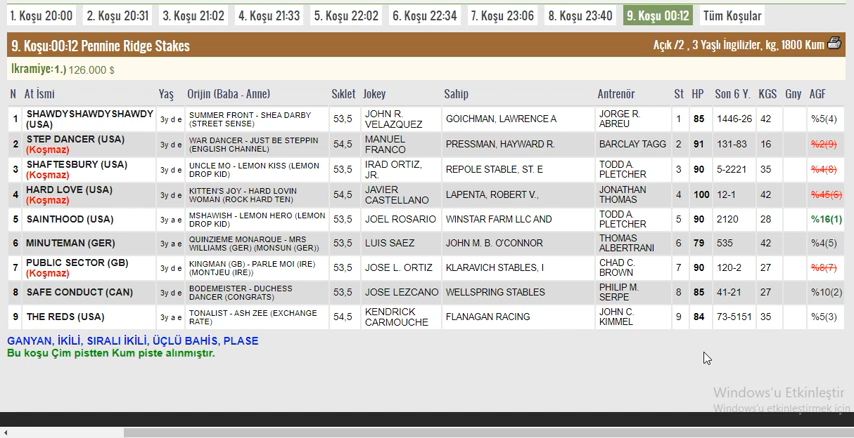 1. Koşu 20:00 2. Koşu 20:31 3. Koşu 21:02 4. Koşu 21:33 5. Koşu 22:02 6. Koşu 22:34 7. Koşu 23:06 8. Koşu 23:40 9. Koşu 00:12 Tüm Koşular
9. Koşu:00:12 Pennine Ridge Stakes Açık /2 , 3 Yaşlı İngilizler, kg, 1800 Kum
Ikramiye:1.) 126.000 $
N At İsmi Yaş Orijin (Baba - Anne) Sıklet Jokey Sahip Antrenör St HP Son 6 Y. KGS Gny AGF
1 SHAWDYSHAWDYSHAWDY (USA) 3y d e SUMMER FRONT - SHEA DARBY (STREET SENSE) 53,5 JOHN R. VELAZQUEZ GOICHMAN, LAWRENCE A JORGE R. ABREU 1 85 1446-26 42 %5(4)
2 STEP DANCER (USA) (Koşmaz) 3y d e WAR DANCER - JUST BE STEPPIN (ENGLISH CHANNEL) 54,5 MANUEL FRANCO PRESSMAN, HAYWARD R. BARCLAY TAGG 2 91 131-83 16 %2(9)
3 SHAFTESBURY (USA) (Koşmaz) 3y d e UNCLE MO - LEMON KISS (LEMON DROP KID) 53,5 IRAD ORTIZ, JR. REPOLE STABLE, ST. E TODD A. PLETCHER 3 90 5-2221 35 %4(8)
4 HARD LOVE (USA) (Koşmaz) 3y d e KITTEN'S JOY - HARD LOVIN WOMAN (ROCK HARD TEN) 54,5 JAVIER CASTELLANO LAPENTA, ROBERT V., JONATHAN THOMAS 4 100 12-1 42
5 SAINTHOOD (USA) 3y a e MSHAWISH - LEMON HERO (LEMON DROP KID) 53,5 JOEL ROSARIO WINSTAR FARM LLC AND TODD A. PLETCHER 5 90 2120 28 %16(1)
6 MINUTEMAN (GER) 3y a e QUINZIEME MONARQUE - MRS WILLIAMS (GER) (MONSUN (GER)) 53,5 LUIS SAEZ JOHN M. B. O'CONNOR THOMAS ALBERTRANI 6 79 535 42 %4(5)
7 PUBLIC SECTOR (GB) (Koşmaz) 3y d e KINGMAN (GB) - PARLE MOI (IRE) (MONTJEU (IRE)) 53,5 JOSE L. ORTIZ KLARAVICH STABLES, I CHAD C. BROWN 7 90 120-2 27 %8(7)
8 SAFE CONDUCT (CAN) 3y d e BODEMEISTER - DUCHESS DANCER (CONGRATS) 53,5 JOSE LEZCANO WELLSPRING STABLES PHILIP M. SERPE 8 85 41-21 27 %10(2)
9 THE REDS (USA) 3y a e TONALIST - ASH ZEE (EXCHANGE RATE) 54,5 KENDRICK CARMOUCHE FLANAGAN RACING JOHN C. KIMMEL 9 84 73-5151 35 %5(3)
GANYAN, İKİLİ, SIRALI İKİLİ, ÜÇLÜ BAHİS, PLASE
Bu koşu Çim pistten Kum piste alınmıştır.
Windows'u Etkinleştir
Windows'u etkinleştirmek için